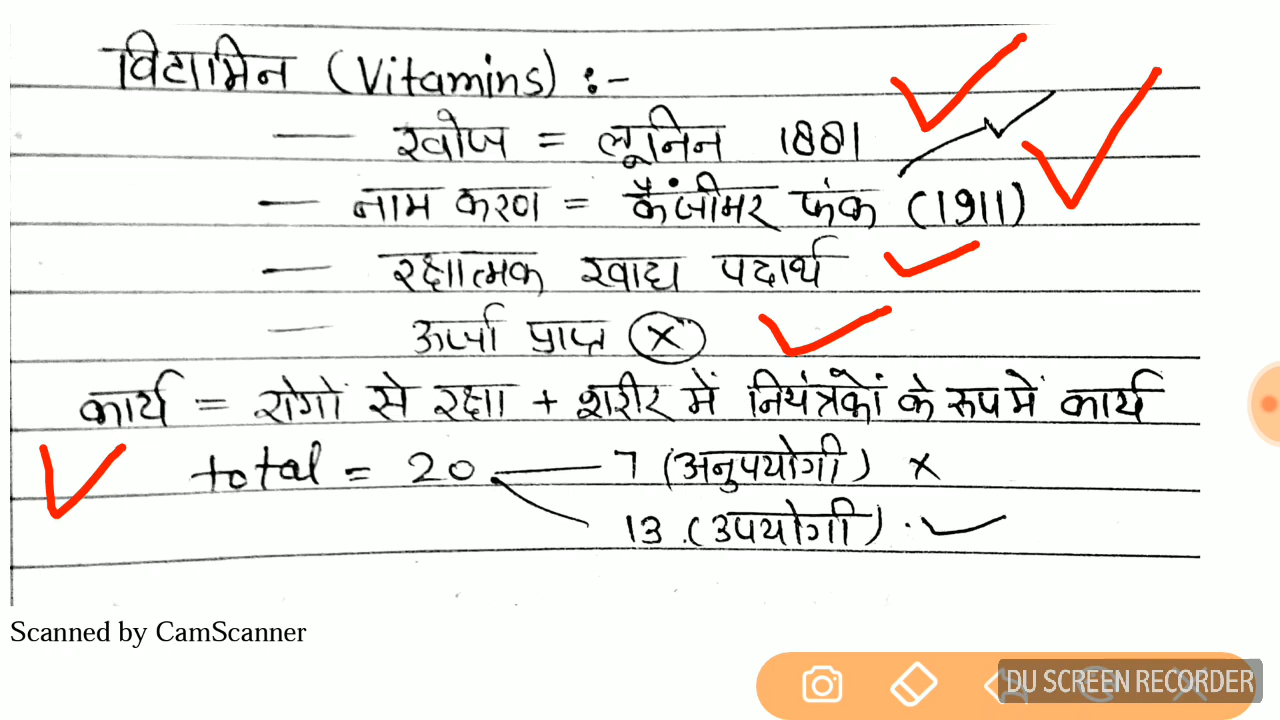 विटामिन (Vitamins) :-
— खोज = लूनिन 1881
— नाम करण = कैंजीमर फंक (1911)
— रक्षात्मक खाद्य पदार्थ
— ऊर्जा प्राप्त X
कार्य = रोगों से रक्षा + शरीर में नियंत्रकों के रूप में कार्य
total = 20 — 7 (अनुपयोगी) X
13 (उपयोगी)
Scanned by CamScanner
DU SCREEN RECORDER